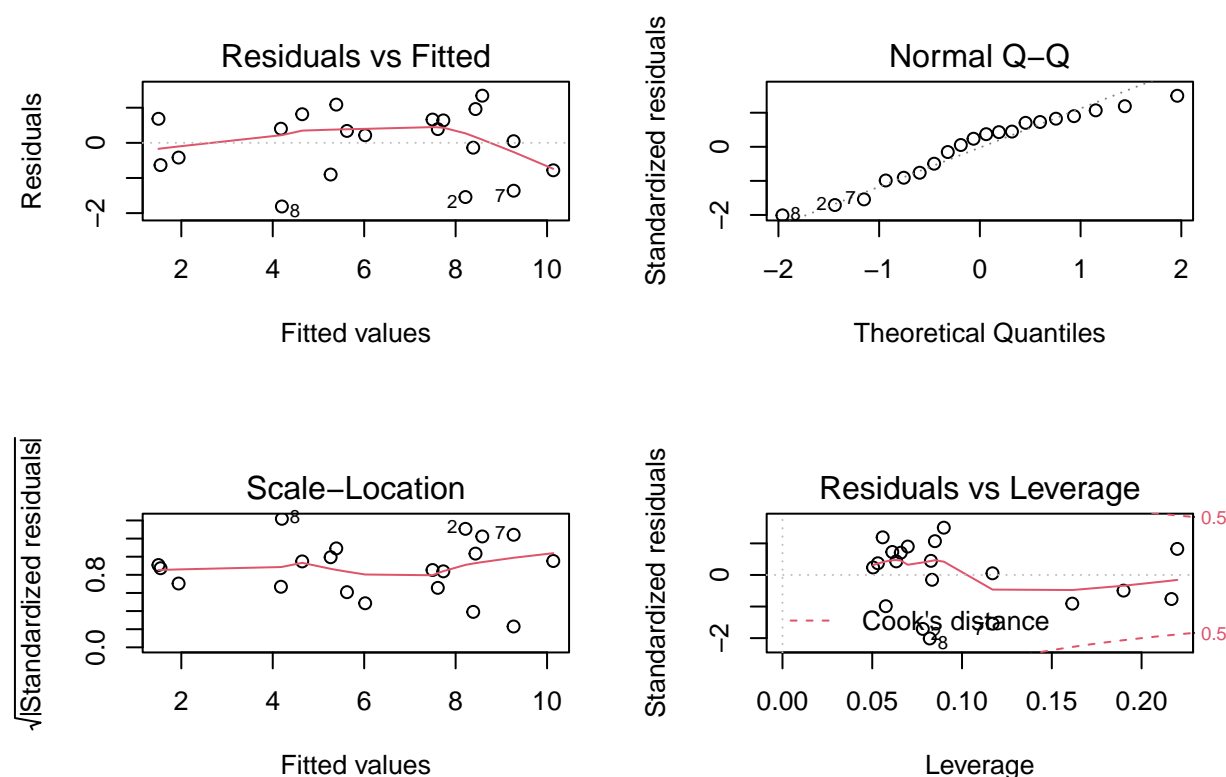 Residuals vs Fitted
Residuals
0
−2
8
2
7
2 4 6 8 10
Fitted values
Normal Q−Q
Standardized residuals
0
−2
8
2
7
−2 −1 0 1 2
Theoretical Quantiles
Scale−Location
√|Standardized residuals|
0.8
0.0
8
2
7
2 4 6 8 10
Fitted values
Residuals vs Leverage
Standardized residuals
0
−2
0.5
0.5
Cook's distance
2
7
8
0.00 0.05 0.10 0.15 0.20
Leverage